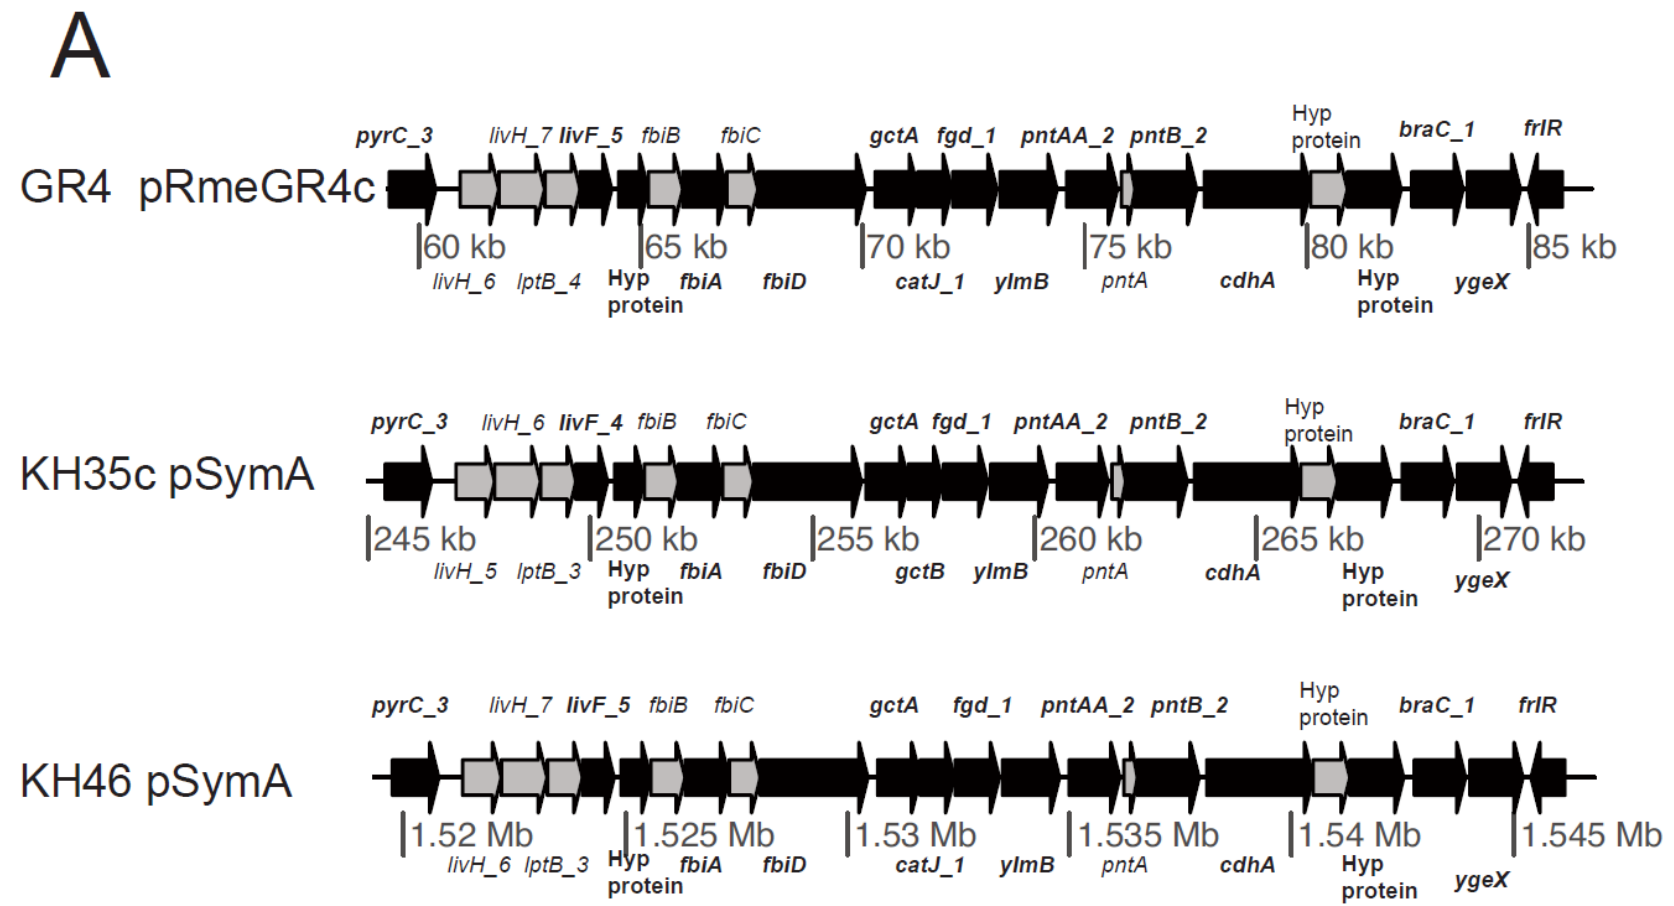 A
pyrC_3 livH_7 livF_5 fbiB fbiC gctA fgd_1 pntAA_2 pntB_2 Hyp protein braC_1 frlR
GR4 pRmeGR4c
60 kb 65 kb 70 kb 75 kb 80 kb 85 kb
livH_6 lptB_4 Hyp protein fbiA fbiD catJ_1 ylmB pntA cdhA Hyp protein ygeX
pyrC_3 livH_6 livF_4 fbiB fbiC gctA fgd_1 pntAA_2 pntB_2 Hyp protein braC_1 frlR
KH35c pSymA
245 kb 250 kb 255 kb 260 kb 265 kb 270 kb
livH_5 lptB_3 Hyp protein fbiA fbiD gctB ylmB pntA cdhA Hyp protein ygeX
pyrC_3 livH_7 livF_5 fbiB fbiC gctA fgd_1 pntAA_2 pntB_2 Hyp protein braC_1 frlR
KH46 pSymA
1.52 Mb 1.525 Mb 1.53 Mb 1.535 Mb 1.54 Mb 1.545 Mb
livH_6 lptB_3 Hyp protein fbiA fbiD catJ_1 ylmB pntA cdhA Hyp protein ygeX